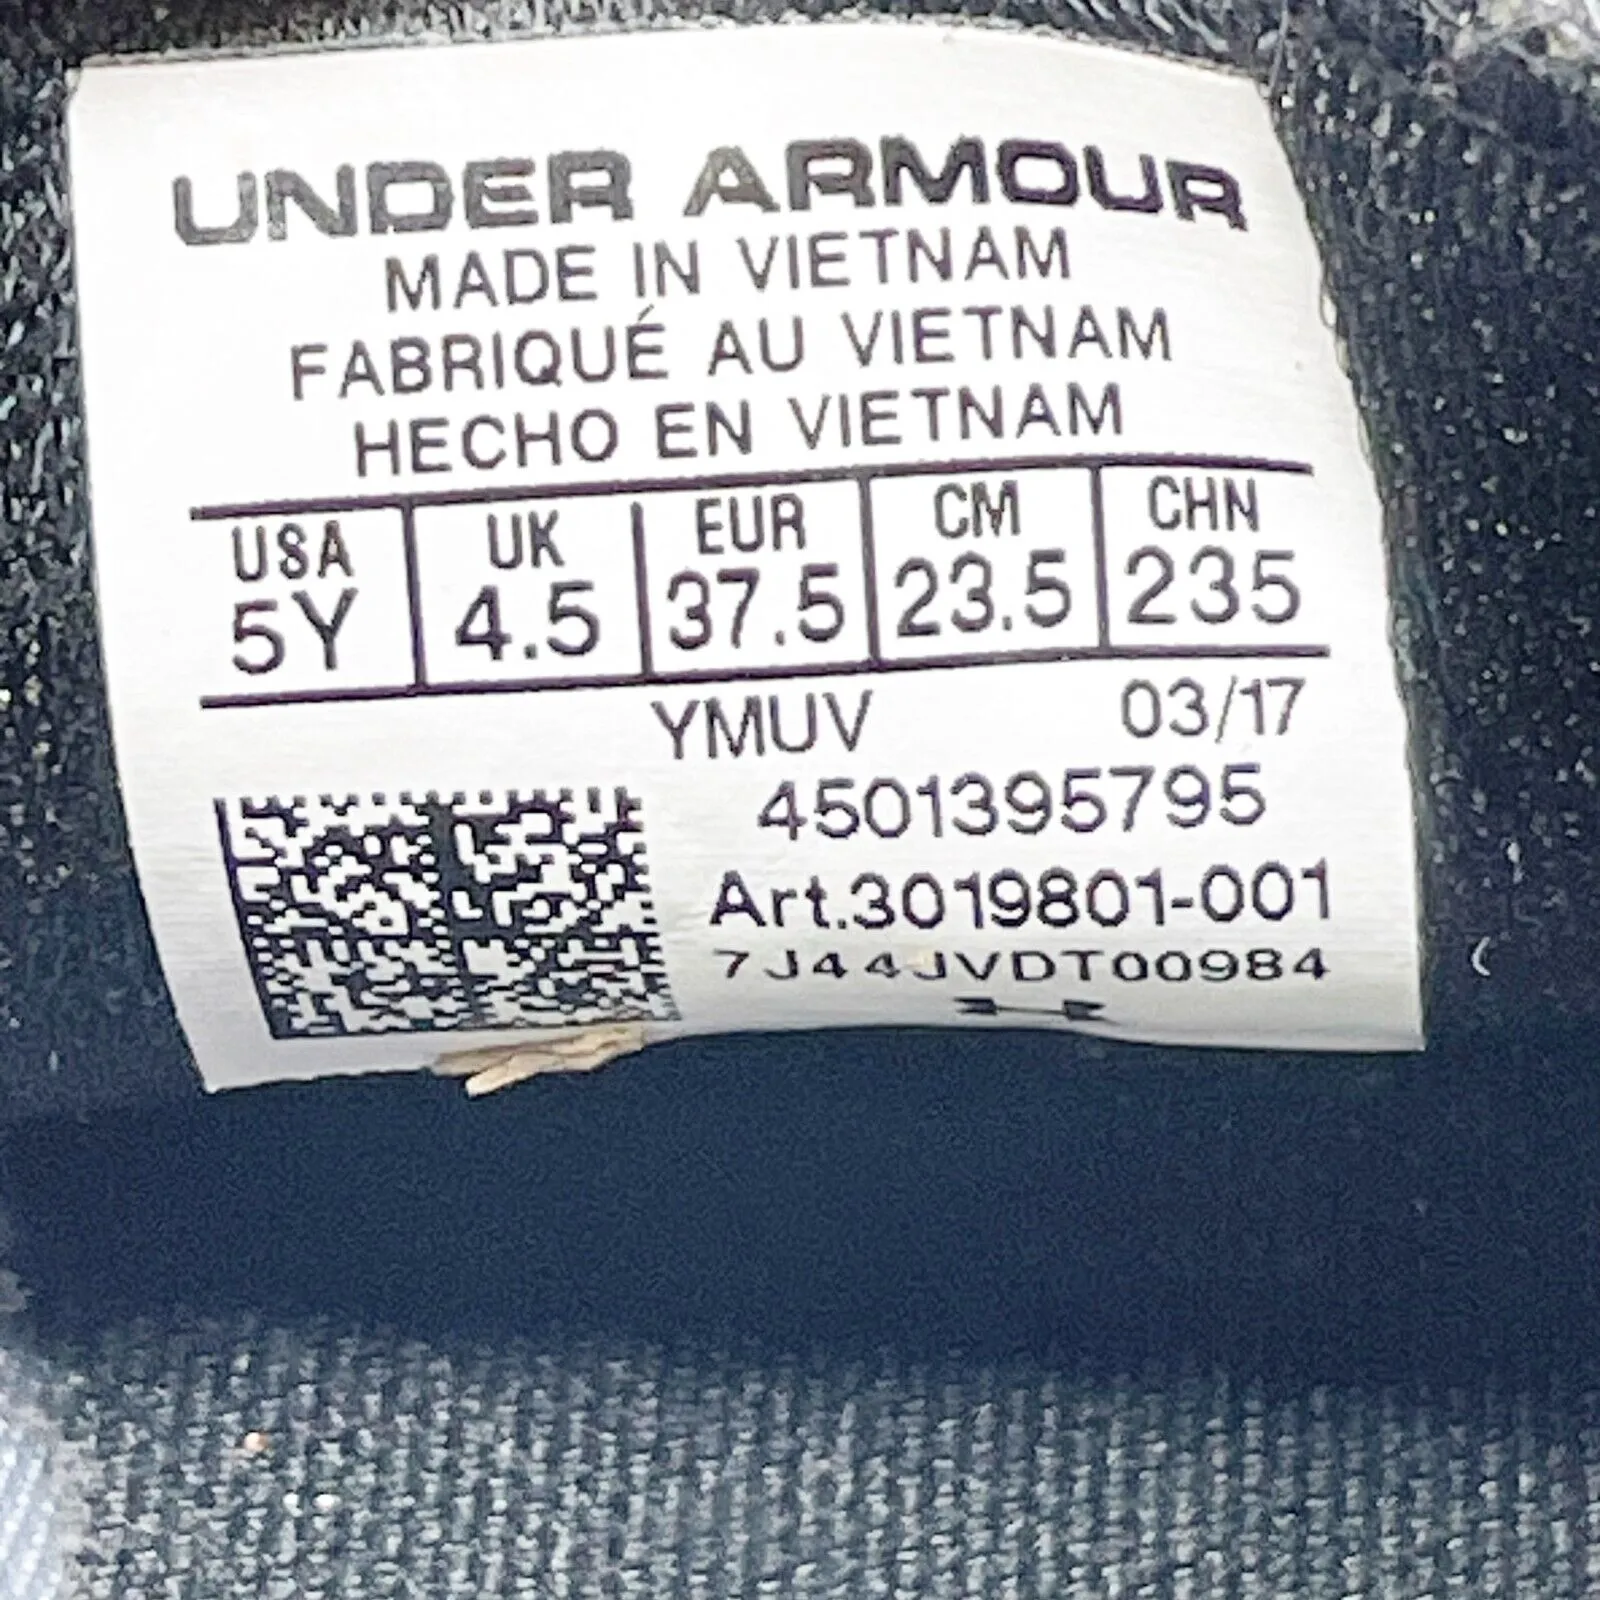 UNDER ARMOUR
MADE IN VIETNAM
FABRIQUÉ AU VIETNAM
HECHO EN VIETNAM
USA UK EUR CM CHN
5Y 4.5 37.5 23.5 235
YMUV 03/17
4501395795
Art.3019801-001
7J44JVDT00984